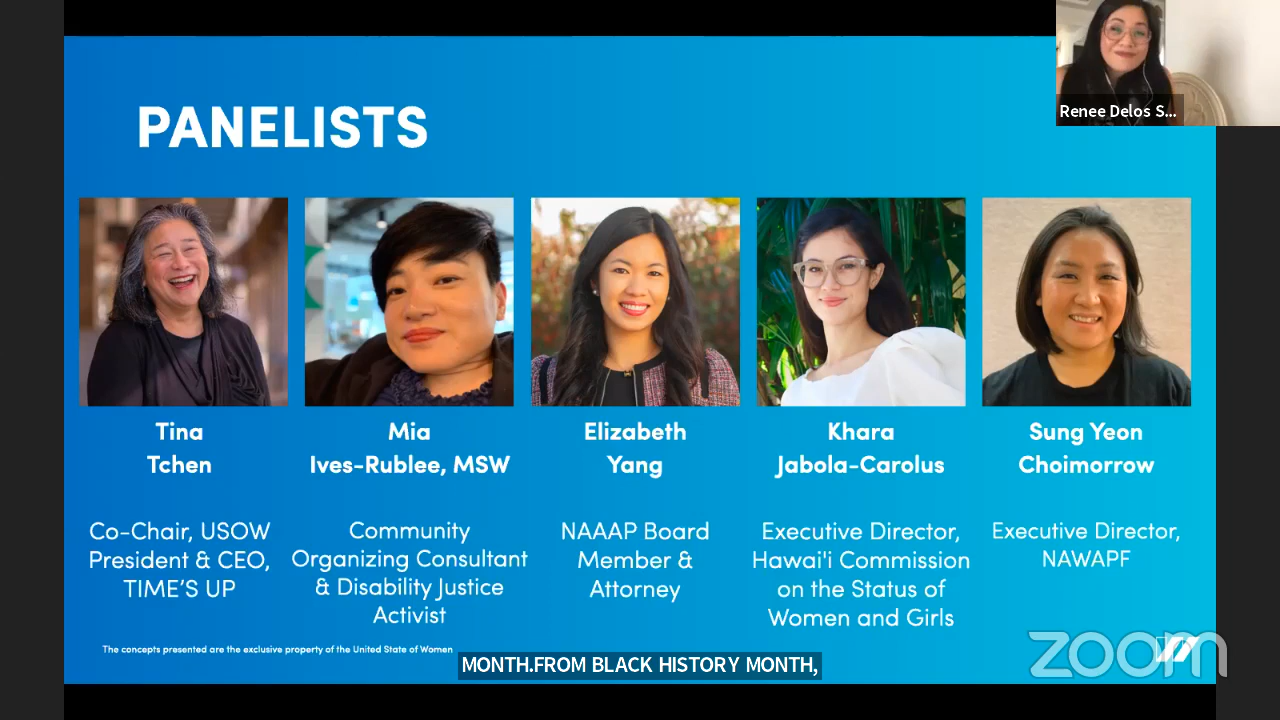 Renee Delos S...
PANELISTS
Tina
Tchen
Co-Chair, USOW
President & CEO,
TIME'S UP
Mia
Ives-Rublee, MSW
Community
Organizing Consultant
& Disability Justice
Activist
Elizabeth
Yang
NAAAP Board
Member &
Attorney
Khara
Jabola-Carolus
Executive Director,
Hawai'i Commission
on the Status of
Women and Girls
Sung Yeon
Choimorrow
Executive Director,
NAWAPF
The concepts presented are the exclusive property of the United State of Women
MONTH.FROM BLACK HISTORY MONTH,
zoom